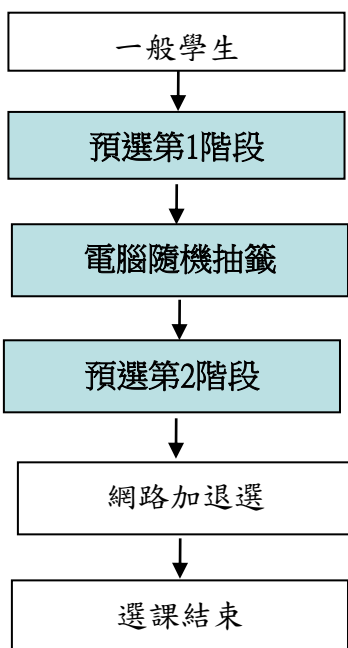 一般學生
預選第1階段
電腦隨機抽籤
預選第2階段
網路加退選
選課結束